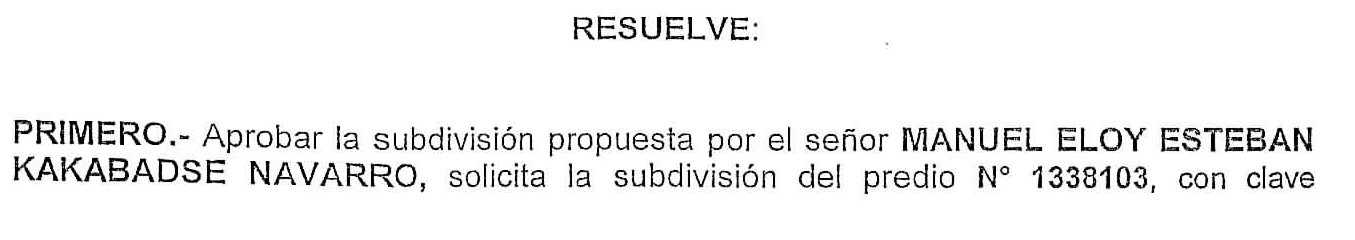 RESUELVE:
PRIMERO.- Aprobar la subdivisión propuesta por el señor MANUEL ELOY ESTEBAN
KAKABADSE NAVARRO, solicita la subdivisión del predio N° 1338103, con clave